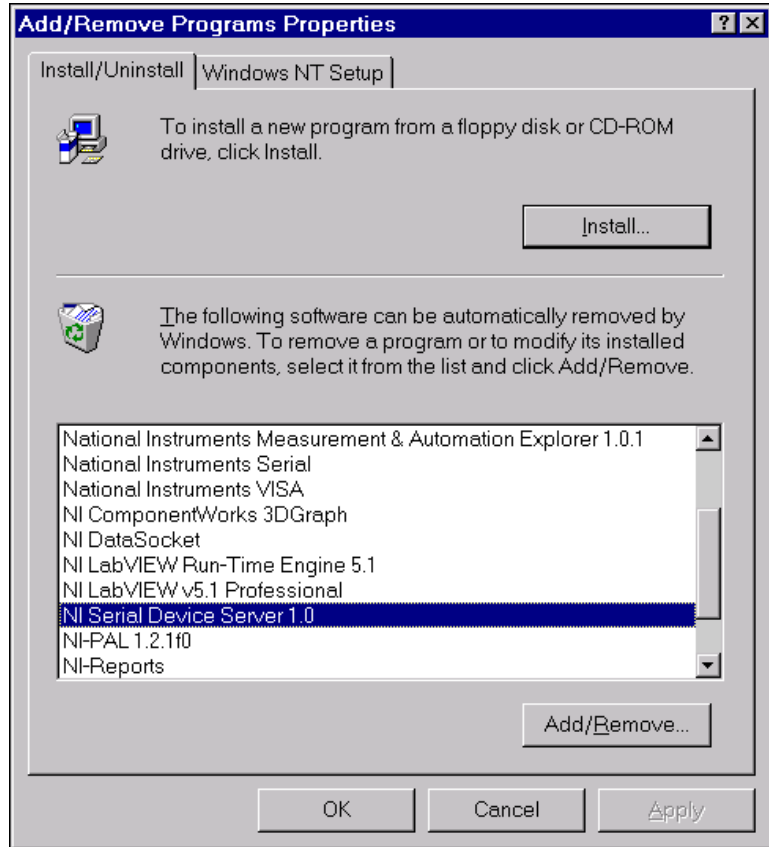 Add/Remove Programs Properties
Install/Uninstall
Windows NT Setup
To install a new program from a floppy disk or CD-ROM
drive, click Install.
Install...
The following software can be automatically removed by
Windows. To remove a program or to modify its installed
components, select it from the list and click Add/Remove.
National Instruments Measurement & Automation Explorer 1.0.1
National Instruments Serial
National Instruments VISA
NI ComponentWorks 3DGraph
NI DataSocket
NI LabVIEW Run-Time Engine 5.1
NI LabVIEW v5.1 Professional
NI Serial Device Server 1.0
NI-PAL 1.2.1f0
NI-Reports
Add/Remove...
OK
Cancel
Apply